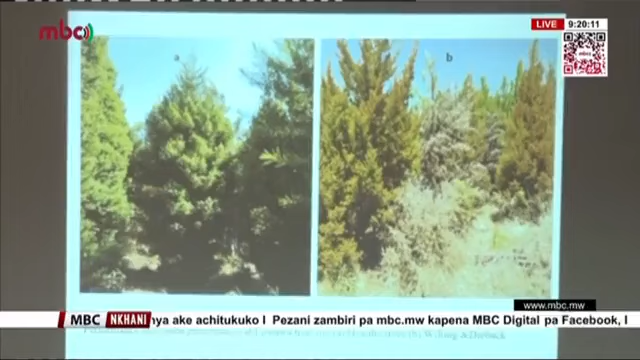 mbc
LIVE 9:20:11
a
b
www.mbc.mw
MBC NKHANI nya ake achitukuko I Pezani zambiri pa mbc.mw kapena MBC Digital pa Facebook, I